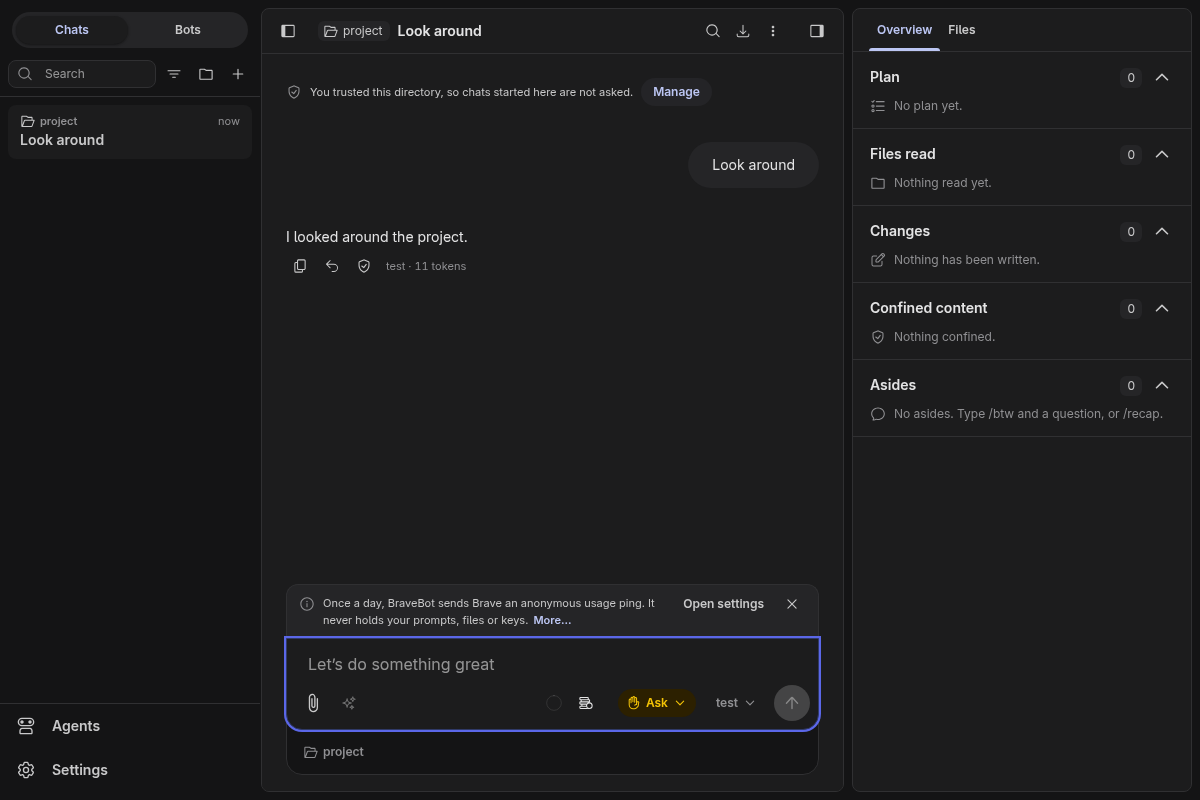 Chats
Bots
Search
project
now
Look around
Agents
Settings
project
Look around
You trusted this directory, so chats started here are not asked.
Manage
Look around
I looked around the project.
test · 11 tokens
Once a day, BraveBot sends Brave an anonymous usage ping. It
never holds your prompts, files or keys. More...
Open settings
Let's do something great
Ask
test
project
Overview
Files
Plan
0
No plan yet.
Files read
0
Nothing read yet.
Changes
0
Nothing has been written.
Confined content
0
Nothing confined.
Asides
0
No asides. Type /btw and a question, or /recap.